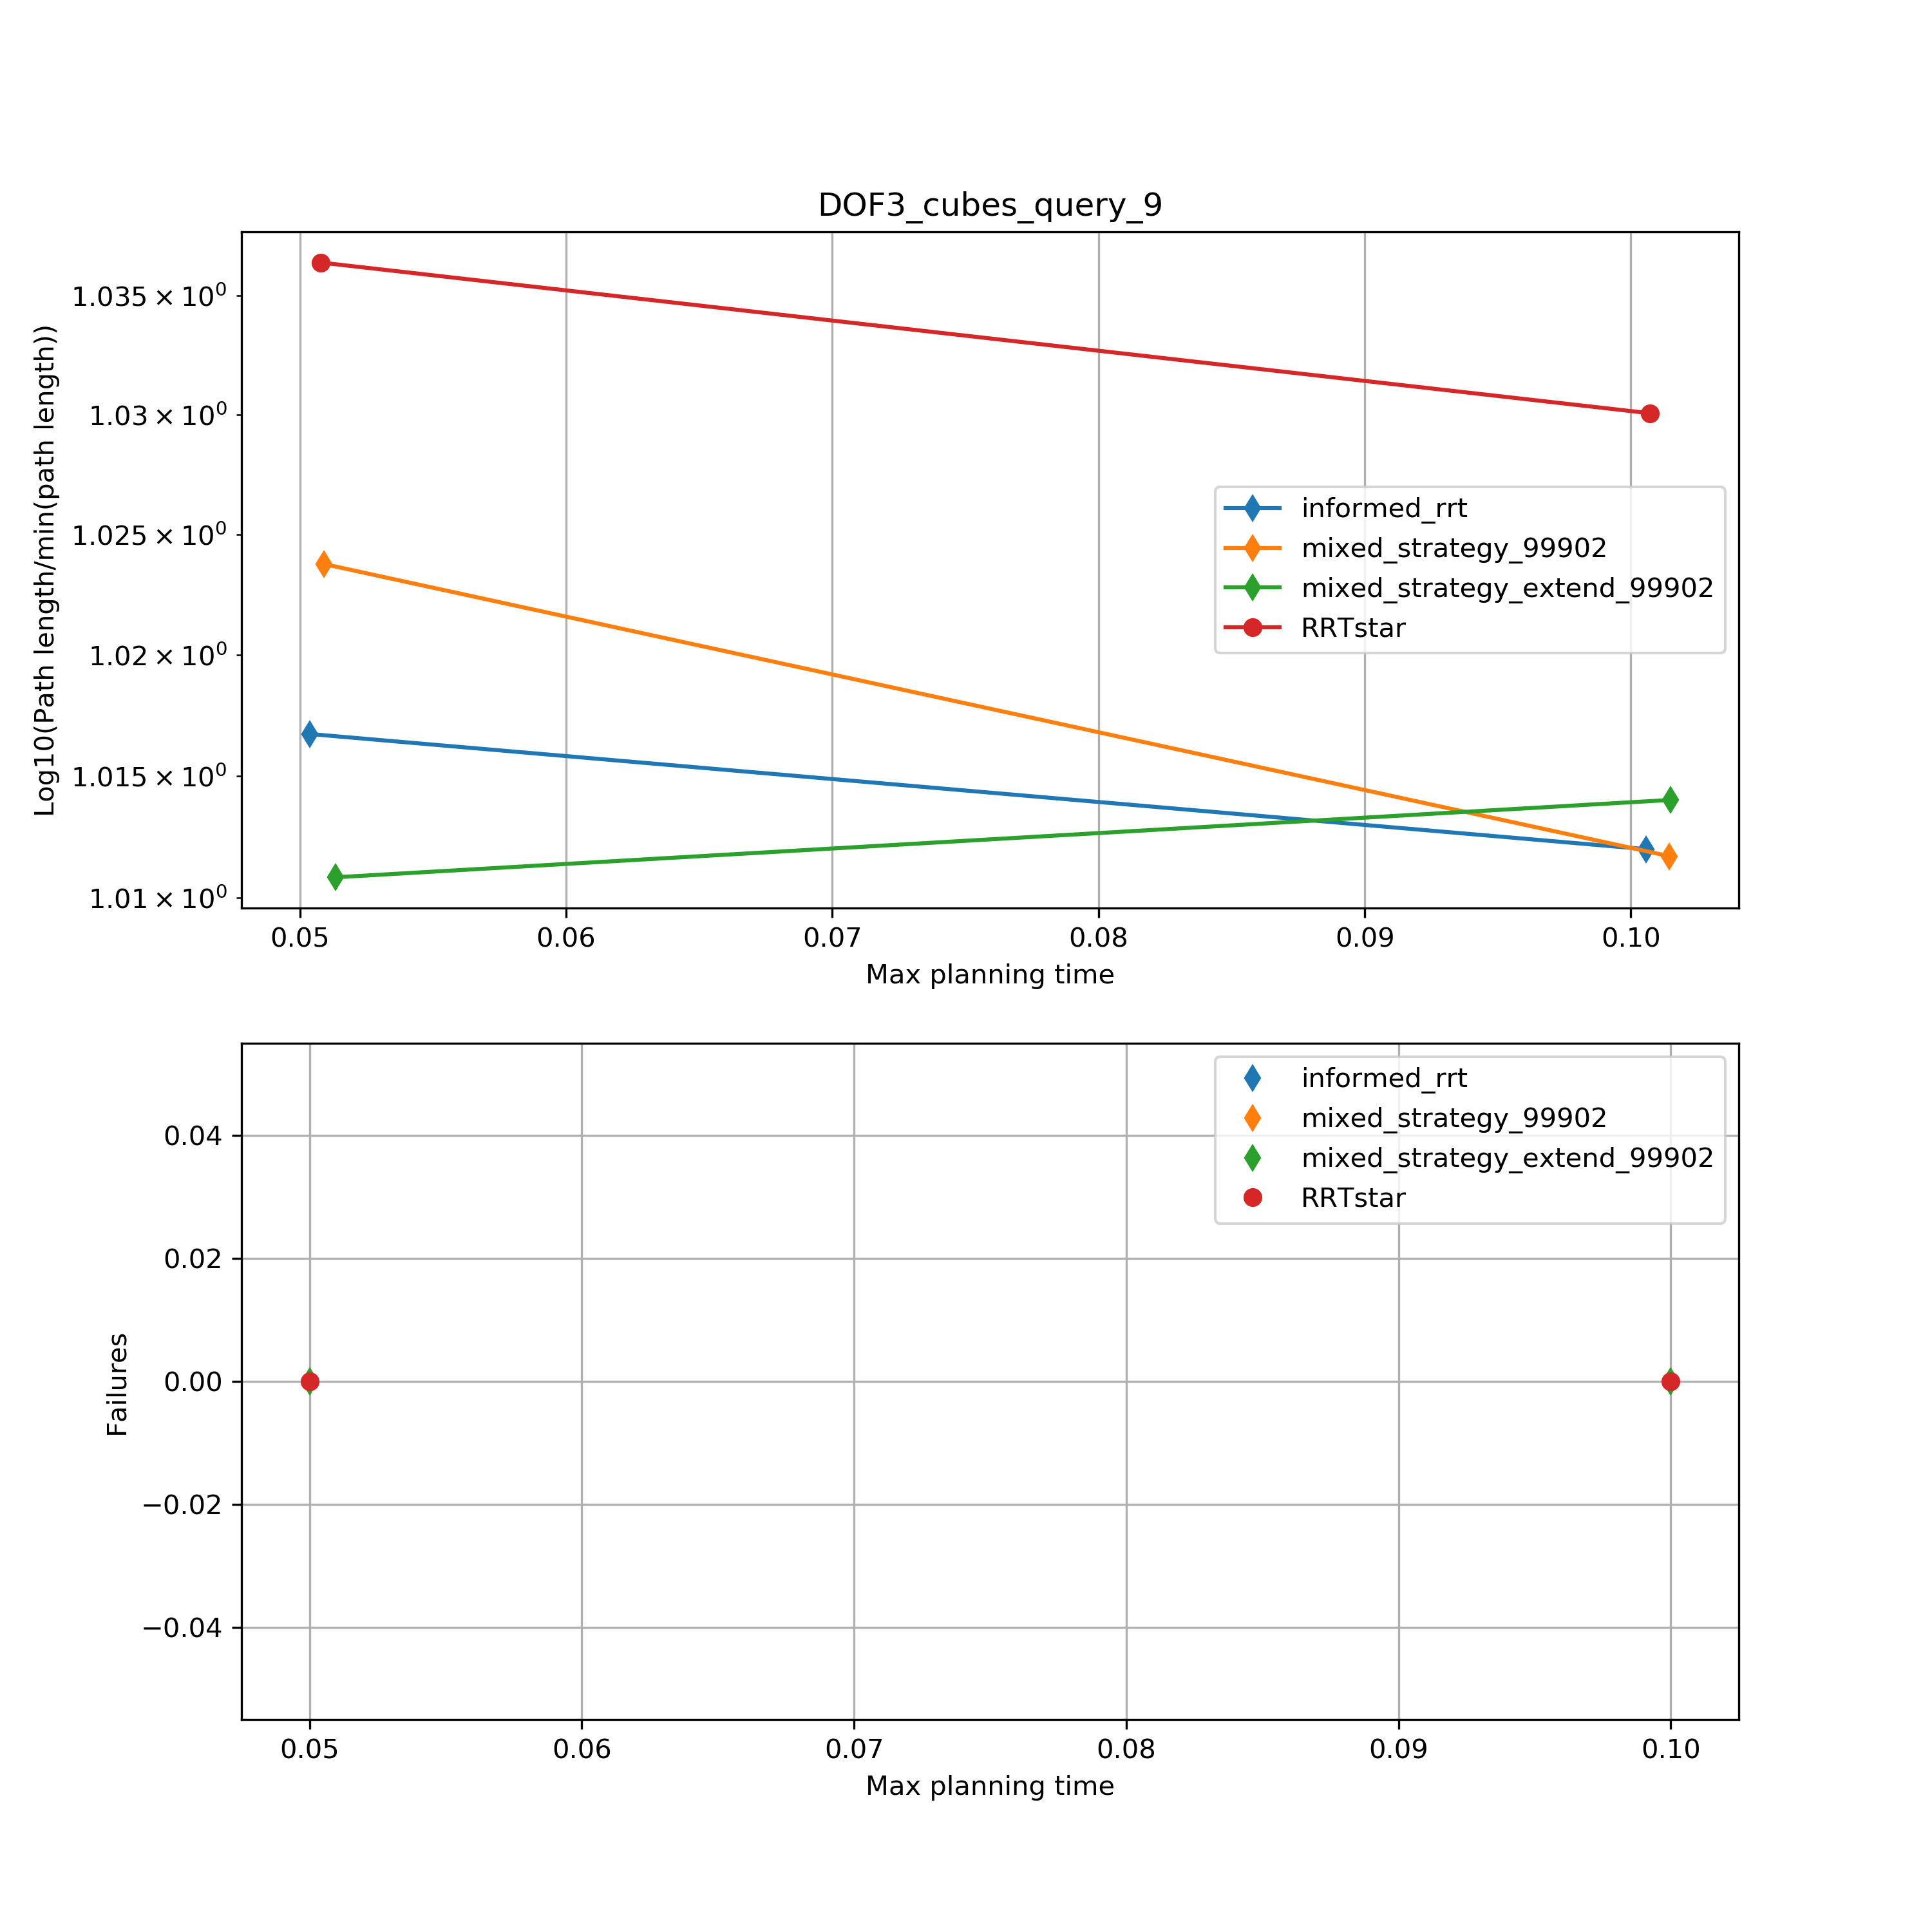 DOF3_cubes_query_9
Log10(Path length/min(path length))
1.035 × 10⁰
1.03 × 10⁰
1.025 × 10⁰
1.02 × 10⁰
1.015 × 10⁰
1.01 × 10⁰
informed_rrt
mixed_strategy_99902
mixed_strategy_extend_99902
RRTstar
0.05 0.06 0.07 0.08 0.09 0.10
Max planning time
Failures
0.04
0.02
0.00
−0.02
−0.04
informed_rrt
mixed_strategy_99902
mixed_strategy_extend_99902
RRTstar
0.05 0.06 0.07 0.08 0.09 0.10
Max planning time